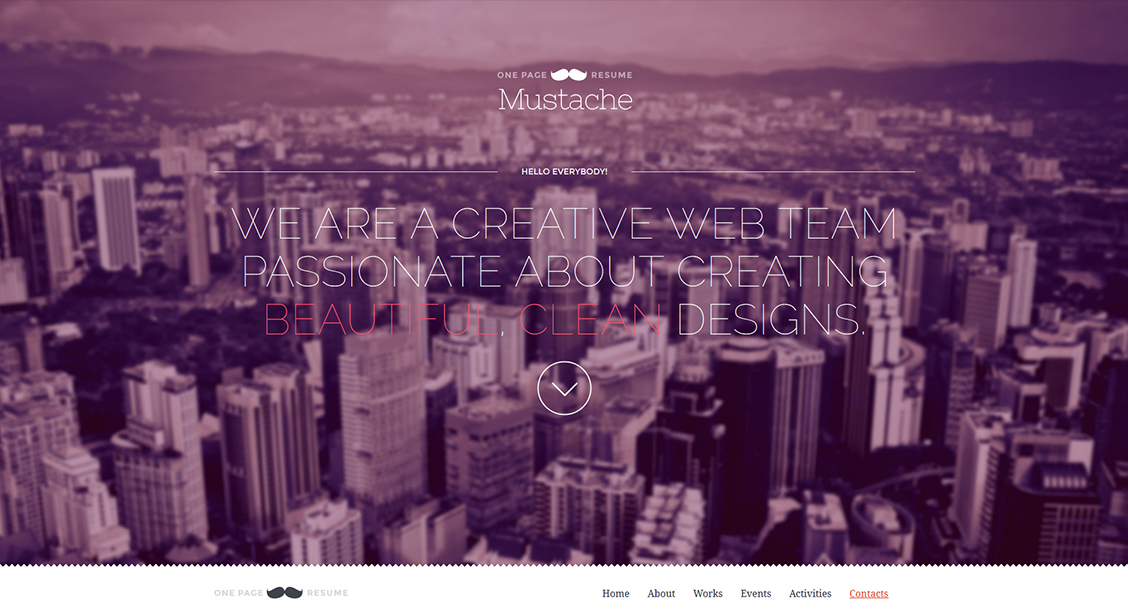 ONE PAGE RESUME
Mustache
HELLO EVERYBODY!
WE ARE A CREATIVE WEB TEAM
PASSIONATE ABOUT CREATING
BEAUTIFUL, CLEAN DESIGNS.
ONE PAGE RESUME Home About Works Events Activities Contacts